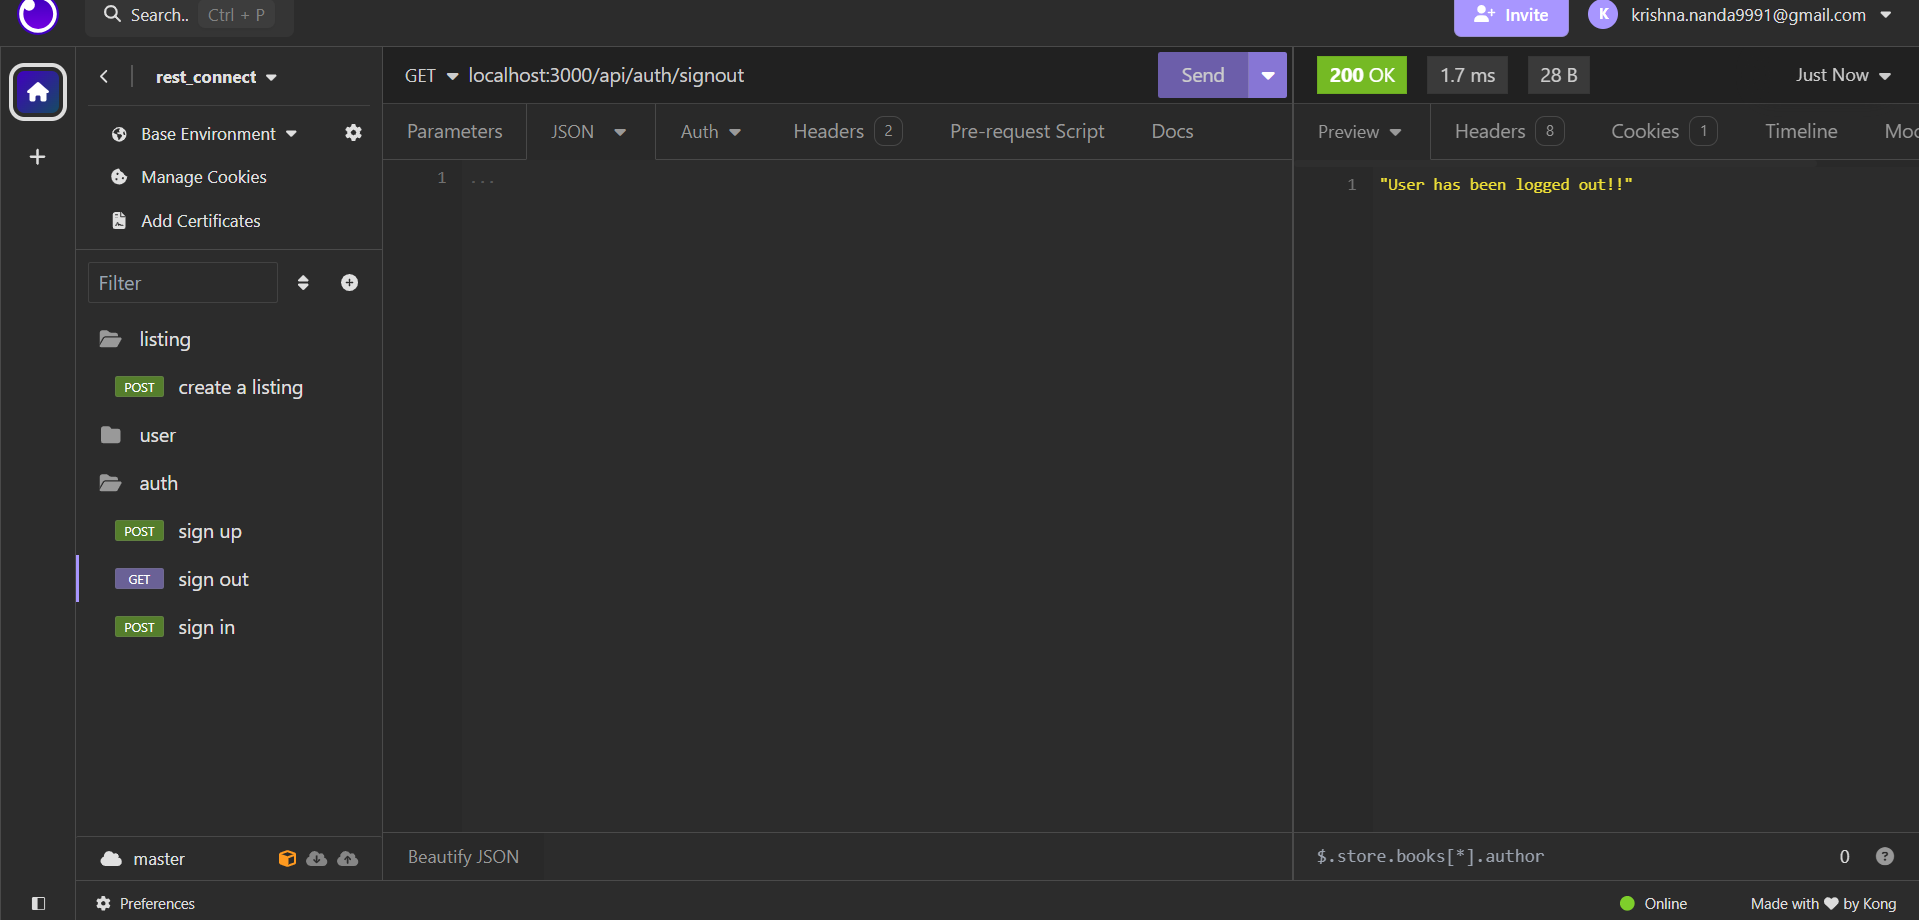 Search.. Ctrl + P
Invite K krishna.nanda9991@gmail.com
rest_connect
GET localhost:3000/api/auth/signout Send
200 OK 1.7 ms 28 B Just Now
Base Environment
Manage Cookies
Add Certificates
Parameters JSON Auth Headers 2 Pre-request Script Docs
Preview Headers 8 Cookies 1 Timeline Moc
1 ...
1 "User has been logged out!!"
Filter
listing
POST create a listing
user
auth
POST sign up
GET sign out
POST sign in
master
Beautify JSON
$.store.books[*].author 0 ?
Preferences
Online Made with ❤ by Kong